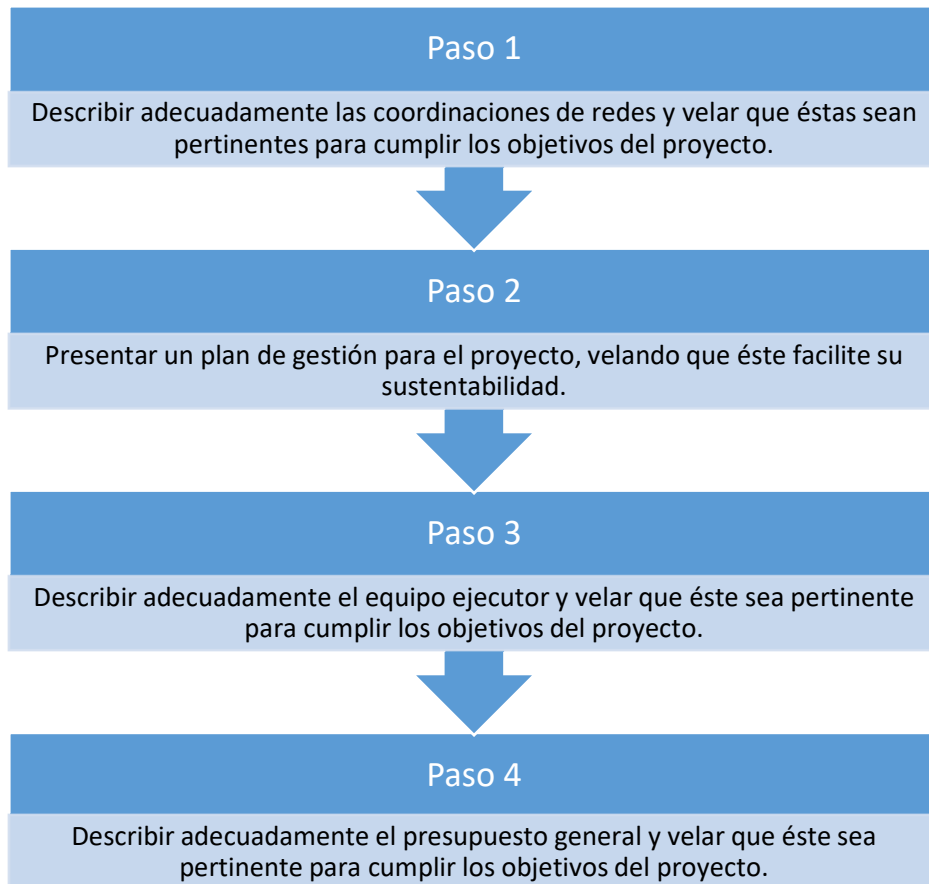 Paso 1
Describir adecuadamente las coordinaciones de redes y velar que éstas sean
pertinentes para cumplir los objetivos del proyecto.
Paso 2
Presentar un plan de gestión para el proyecto, velando que éste facilite su
sustentabilidad.
Paso 3
Describir adecuadamente el equipo ejecutor y velar que éste sea pertinente
para cumplir los objetivos del proyecto.
Paso 4
Describir adecuadamente el presupuesto general y velar que éste sea
pertinente para cumplir los objetivos del proyecto.